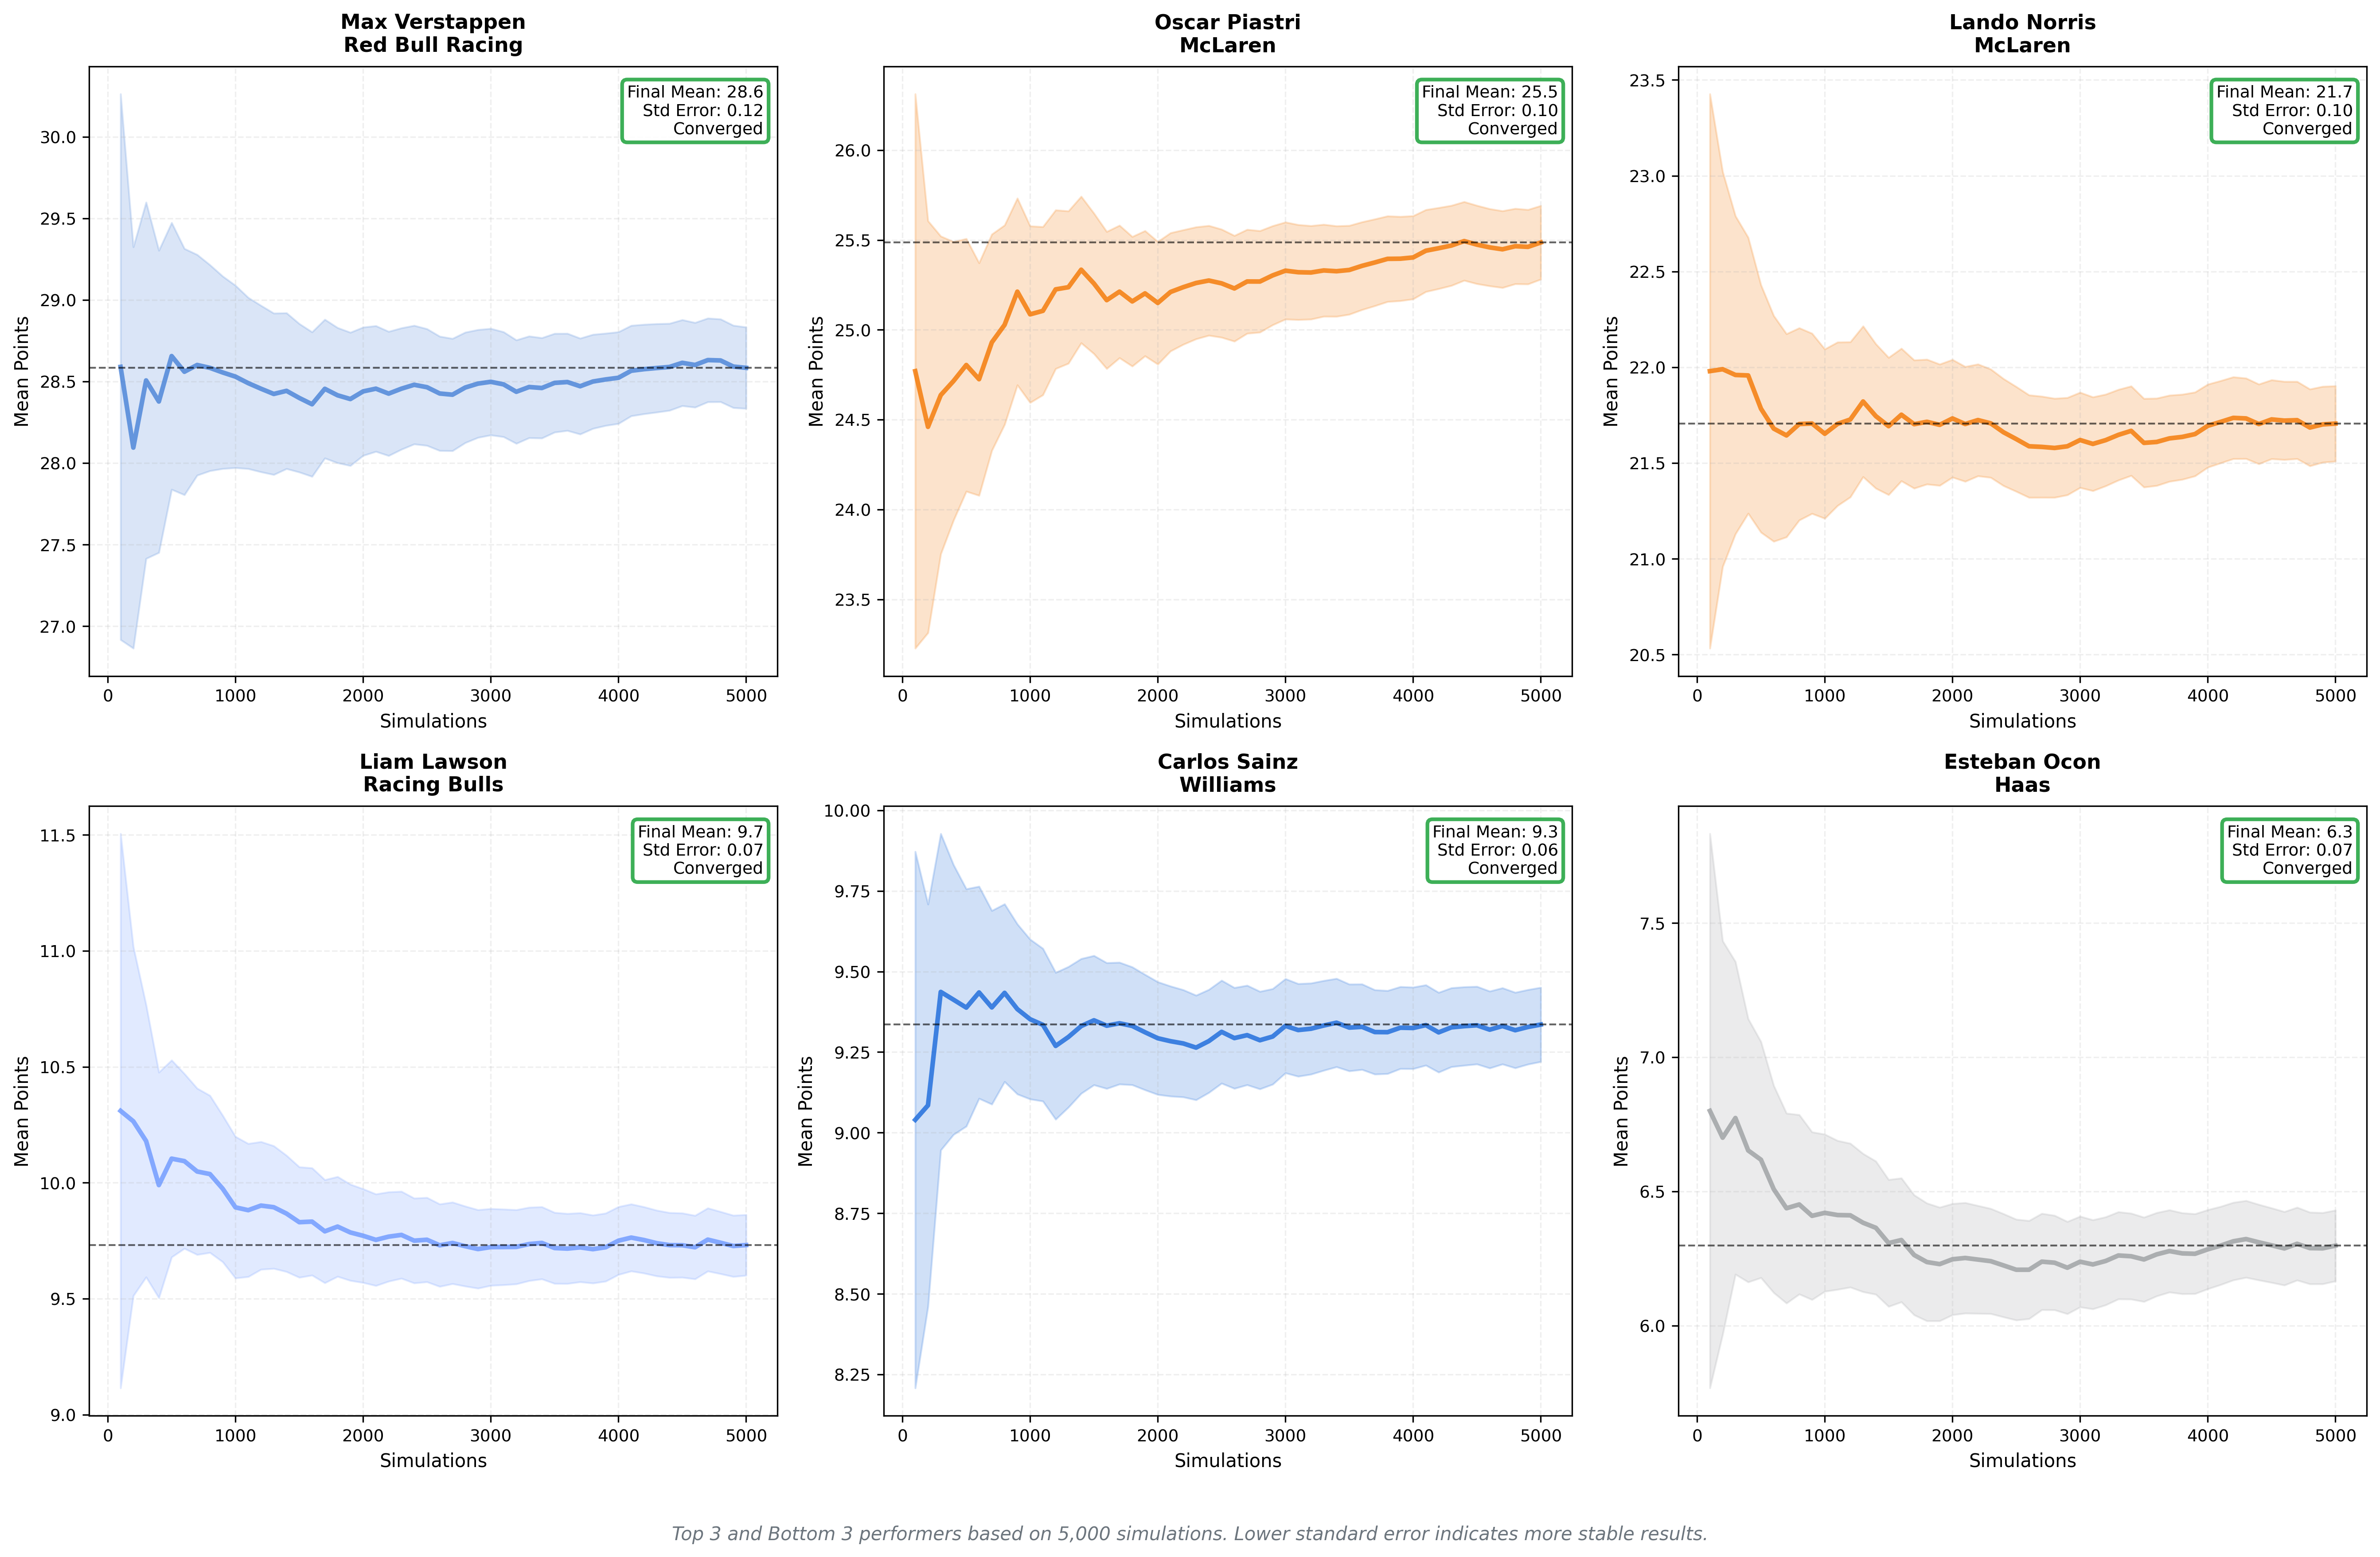 Max Verstappen
Red Bull Racing
Final Mean: 28.6
Std Error: 0.12
Converged
Mean Points
30.0
29.5
29.0
28.5
28.0
27.5
27.0
0 1000 2000 3000 4000 5000
Simulations
Oscar Piastri
McLaren
Final Mean: 25.5
Std Error: 0.10
Converged
Mean Points
26.0
25.5
25.0
24.5
24.0
23.5
0 1000 2000 3000 4000 5000
Simulations
Lando Norris
McLaren
Final Mean: 21.7
Std Error: 0.10
Converged
Mean Points
23.5
23.0
22.5
22.0
21.5
21.0
20.5
0 1000 2000 3000 4000 5000
Simulations
Liam Lawson
Racing Bulls
Final Mean: 9.7
Std Error: 0.07
Converged
Mean Points
11.5
11.0
10.5
10.0
9.5
9.0
0 1000 2000 3000 4000 5000
Simulations
Carlos Sainz
Williams
Final Mean: 9.3
Std Error: 0.06
Converged
Mean Points
10.00
9.75
9.50
9.25
9.00
8.75
8.50
8.25
0 1000 2000 3000 4000 5000
Simulations
Esteban Ocon
Haas
Final Mean: 6.3
Std Error: 0.07
Converged
Mean Points
7.5
7.0
6.5
6.0
0 1000 2000 3000 4000 5000
Simulations
Top 3 and Bottom 3 performers based on 5,000 simulations. Lower standard error indicates more stable results.